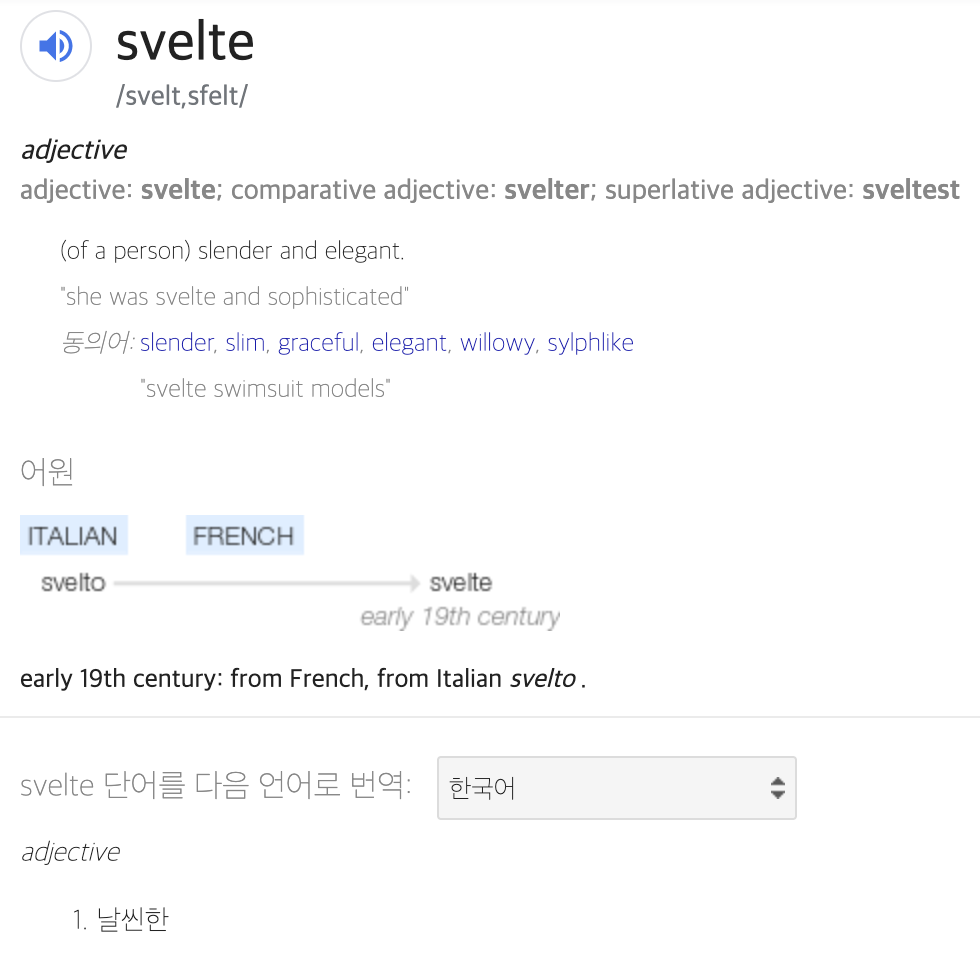 svelte
/svelt,sfelt/
adjective
adjective: svelte; comparative adjective: svelter; superlative adjective: sveltest
(of a person) slender and elegant.
"she was svelte and sophisticated"
동의어: slender, slim, graceful, elegant, willowy, sylphlike
"svelte swimsuit models"
어원
ITALIAN FRENCH
svelto svelte
early 19th century
early 19th century: from French, from Italian svelto .
svelte 단어를 다음 언어로 번역: 한국어
adjective
1. 날씬한